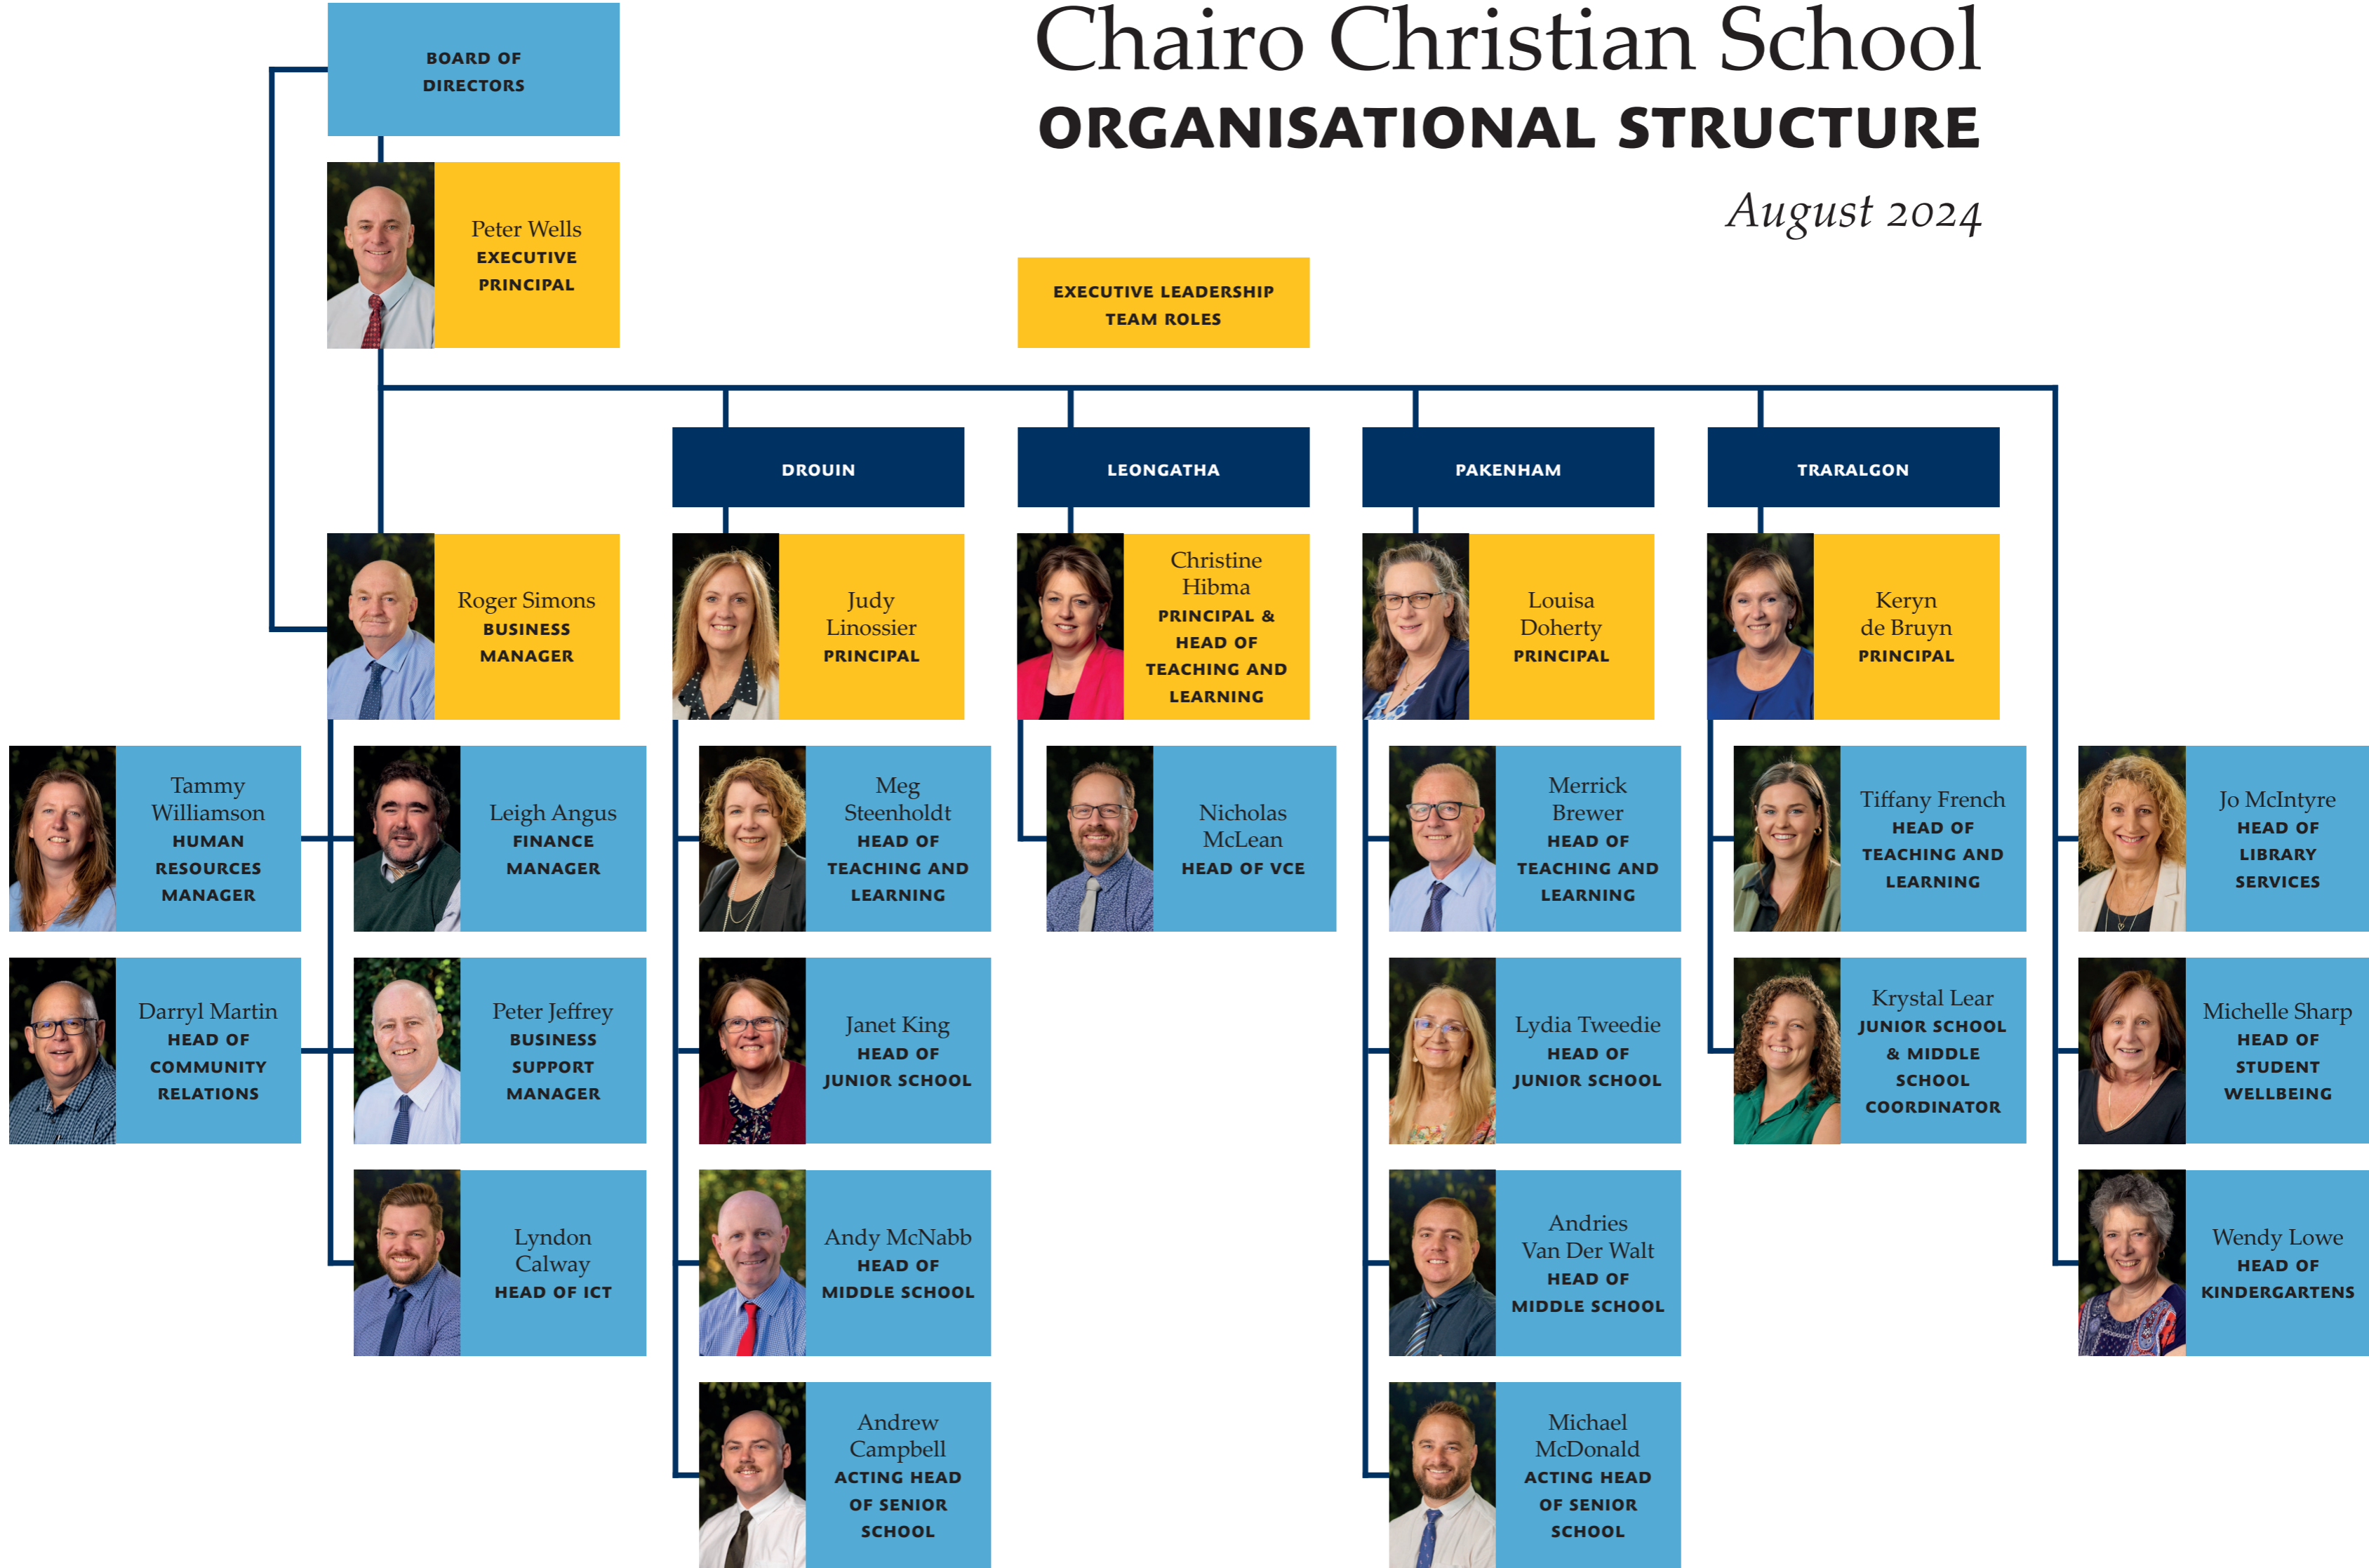 Chairo Christian School
ORGANISATIONAL STRUCTURE
August 2024
BOARD OF
DIRECTORS
Peter Wells
EXECUTIVE
PRINCIPAL
EXECUTIVE LEADERSHIP
TEAM ROLES
DROUIN
LEONGATHA
PAKENHAM
TRARALGON
Roger Simons
BUSINESS
MANAGER
Judy
Linossier
PRINCIPAL
Christine
Hibma
PRINCIPAL &
HEAD OF
TEACHING AND
LEARNING
Louisa
Doherty
PRINCIPAL
Keryn
de Bruyn
PRINCIPAL
Tammy
Williamson
HUMAN
RESOURCES
MANAGER
Leigh Angus
FINANCE
MANAGER
Meg
Steenholdt
HEAD OF
TEACHING AND
LEARNING
Nicholas
McLean
HEAD OF VCE
Merrick
Brewer
HEAD OF
TEACHING AND
LEARNING
Tiffany French
HEAD OF
TEACHING AND
LEARNING
Jo McIntyre
HEAD OF
LIBRARY
SERVICES
Darryl Martin
HEAD OF
COMMUNITY
RELATIONS
Peter Jeffrey
BUSINESS
SUPPORT
MANAGER
Janet King
HEAD OF
JUNIOR SCHOOL
Lydia Tweedie
HEAD OF
JUNIOR SCHOOL
Krystal Lear
JUNIOR SCHOOL
& MIDDLE
SCHOOL
COORDINATOR
Michelle Sharp
HEAD OF
STUDENT
WELLBEING
Lyndon
Calway
HEAD OF ICT
Andy McNabb
HEAD OF
MIDDLE SCHOOL
Andries
Van Der Walt
HEAD OF
MIDDLE SCHOOL
Wendy Lowe
HEAD OF
KINDERGARTENS
Andrew
Campbell
ACTING HEAD
OF SENIOR
SCHOOL
Michael
McDonald
ACTING HEAD
OF SENIOR
SCHOOL